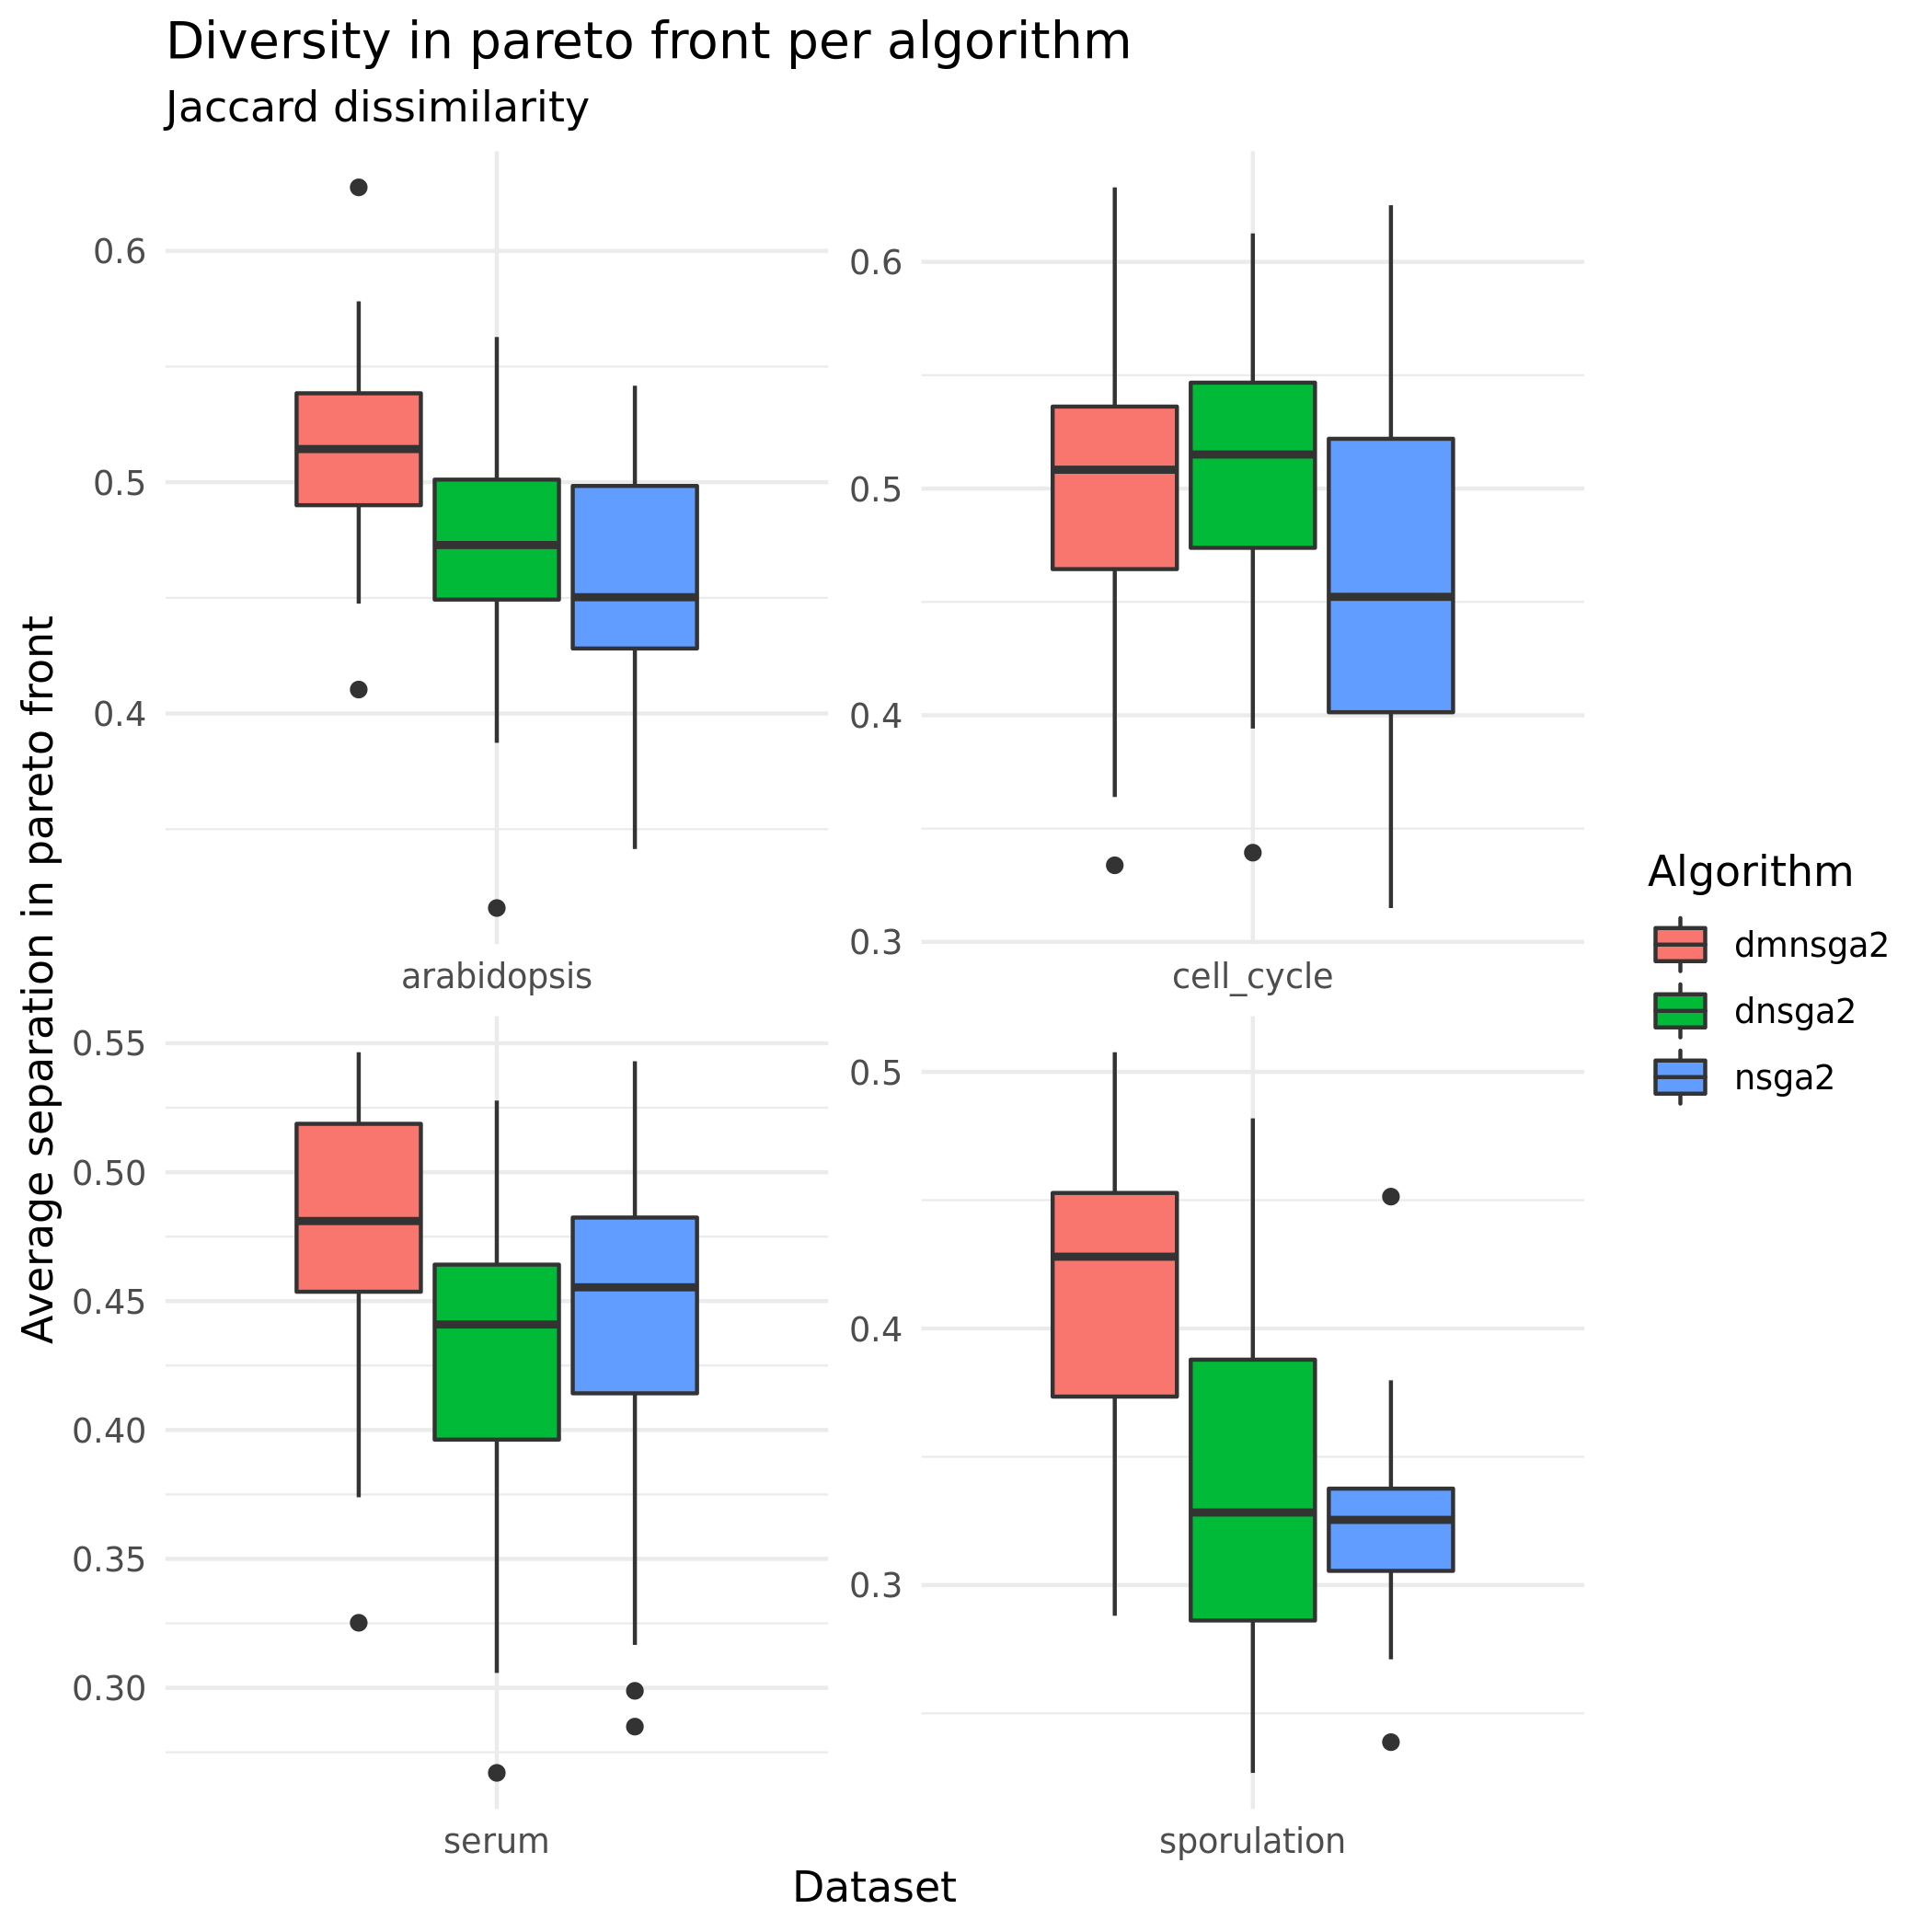 Diversity in pareto front per algorithm
Jaccard dissimilarity
Average separation in pareto front
0.6
0.5
0.4
arabidopsis
0.6
0.5
0.4
0.3
cell_cycle
0.55
0.50
0.45
0.40
0.35
0.30
serum
0.5
0.4
0.3
sporulation
Dataset
Algorithm
dmnsga2
dnsga2
nsga2